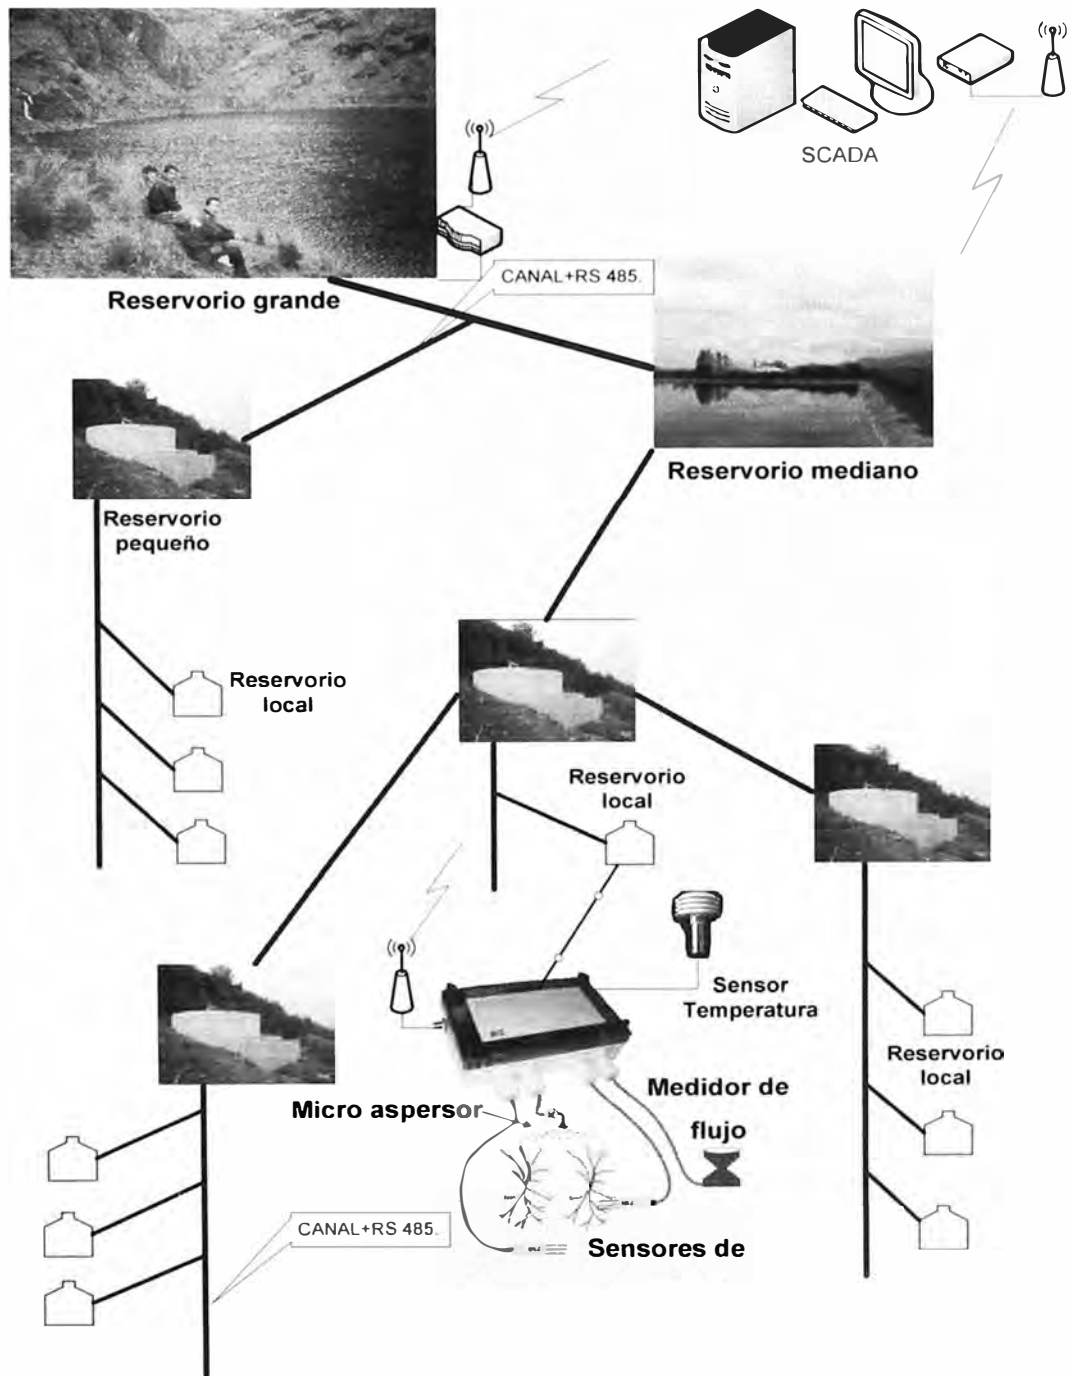 SCADA
CANAL+RS 485.
Reservorio grande
Reservorio mediano
Reservorio
pequeño
Reservorio
local
Reservorio
local
Sensor
Temperatura
Reservorio
local
Micro aspersor
Medidor de
flujo
CANAL+RS 485.
Sensores de